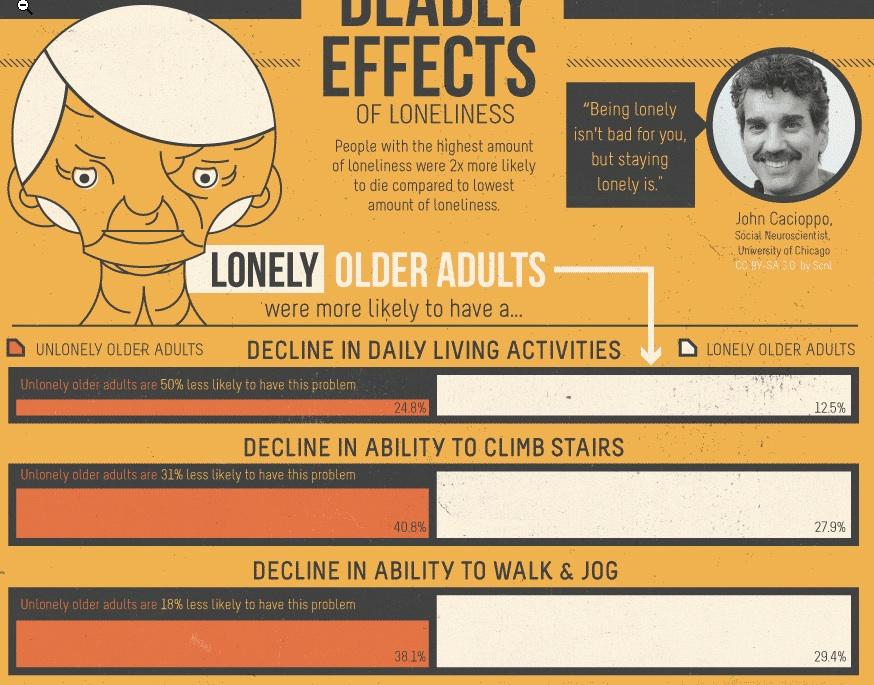 DEADLY
EFFECTS
OF LONELINESS
People with the highest amount
of loneliness were 2x more likely
to die compared to lowest
amount of loneliness.
“Being lonely
isn't bad for you,
but staying
lonely is."
John Cacioppo,
Social Neuroscientist,
University of Chicago
CC BY-SA 3.0 by Scnl
LONELY OLDER ADULTS
were more likely to have a...
UNLONELY OLDER ADULTS
DECLINE IN DAILY LIVING ACTIVITIES
LONELY OLDER ADULTS
Unlonely older adults are 50% less likely to have this problem
24.8%
12.5%
DECLINE IN ABILITY TO CLIMB STAIRS
Unlonely older adults are 31% less likely to have this problem
40.8%
27.9%
DECLINE IN ABILITY TO WALK & JOG
Unlonely older adults are 18% less likely to have this problem
38.1%
29.4%